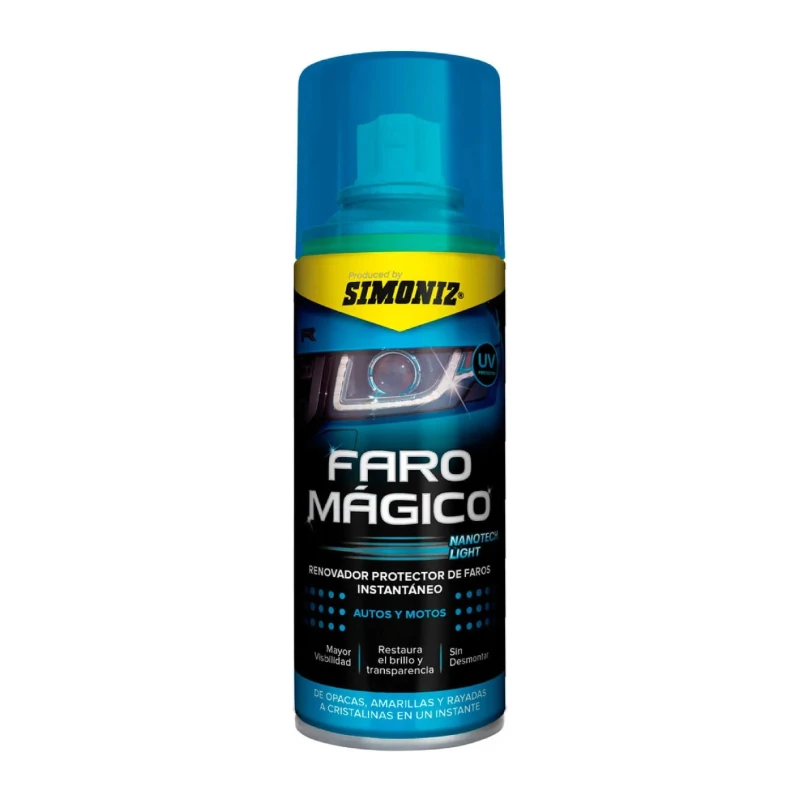 Produced by
SIMONIZ®
R
UV
FARO
MÁGICO
NANOTECH
LIGHT
RENOVADOR PROTECTOR DE FAROS
INSTANTÁNEO
AUTOS Y MOTOS
Mayor
Visbilidad
Restaura
el brillo y
transparencia
Sin
Desmontar
DE OPACAS, AMARILLAS Y RAYADAS
A CRISTALINAS EN UN INSTANTE